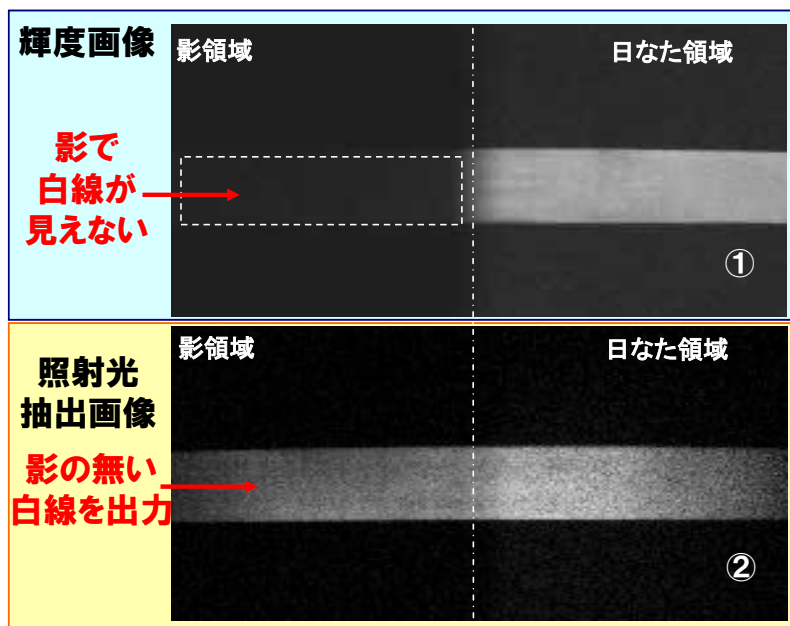 輝度画像
影領域
日なた領域
影で
白線が
見えない
①
照射光
抽出画像
影領域
日なた領域
影の無い
白線を出力
②